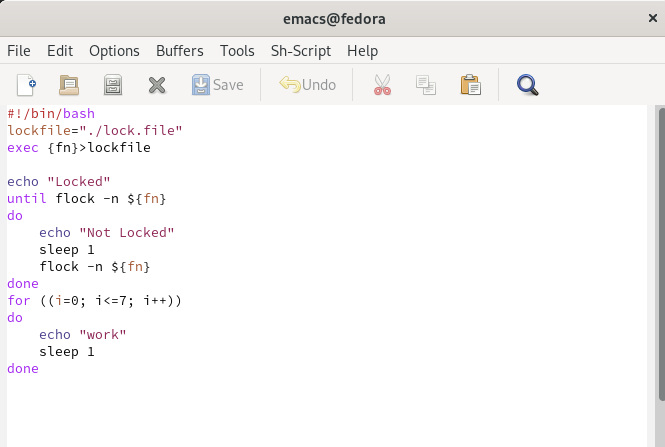 emacs@fedora
File Edit Options Buffers Tools Sh-Script Help
Save Undo
#!/bin/bash
lockfile="./lock.file"
exec {fn}>lockfile

echo "Locked"
until flock -n ${fn}
do
    echo "Not Locked"
    sleep 1
    flock -n ${fn}
done
for ((i=0; i<=7; i++))
do
    echo "work"
    sleep 1
done